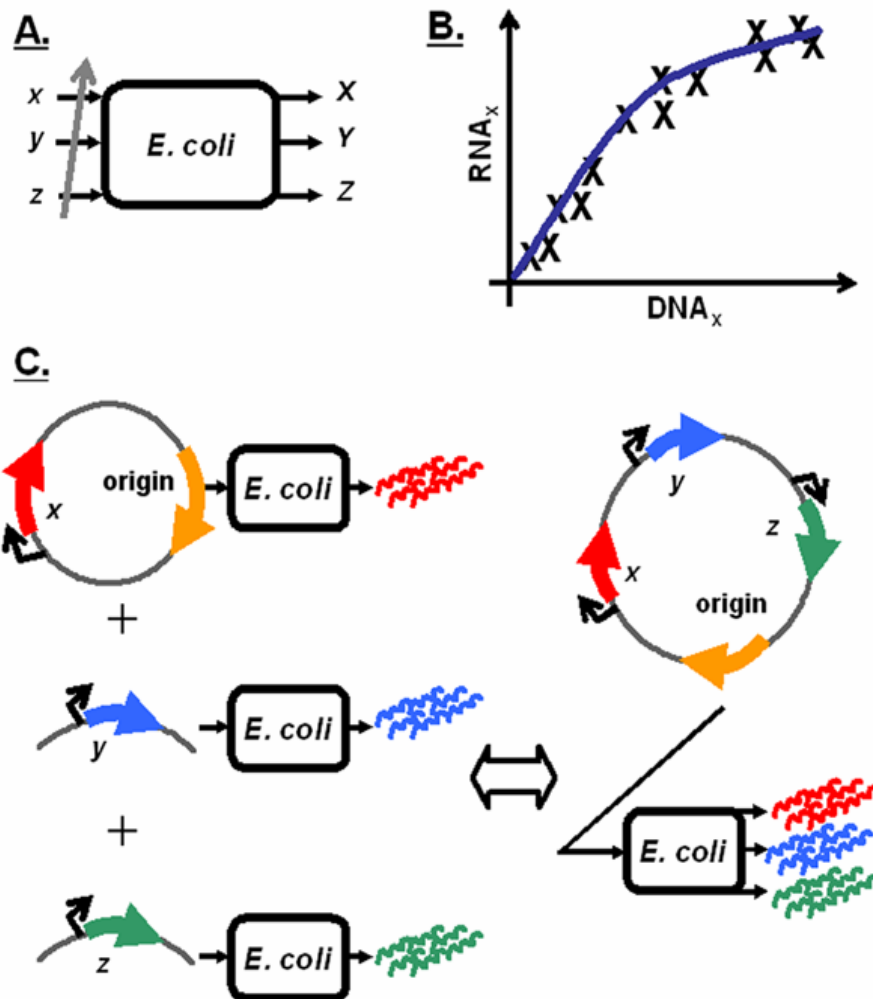 A.
x
y
z
E. coli
X
Y
Z
B.
RNAx
DNAx
X X X X X X X X X X X X X X
C.
x
origin
E. coli
+
y
E. coli
+
z
E. coli
y
z
x
origin
E. coli